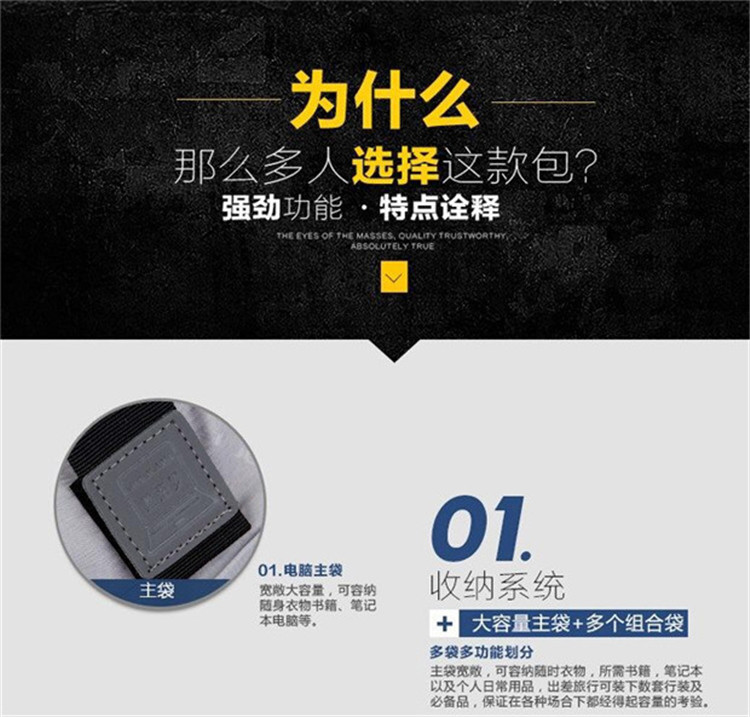 为什么
那么多人选择这款包?
强劲功能 · 特点诠释
THE EYES OF THE MASSES, QUALITY TRUSTWORTHY,
ABSOLUTELY TRUE
主袋
01.电脑主袋
宽敞大容量，可容纳
随身衣物书籍、笔记
本电脑等。
01.
收纳系统
+ 大容量主袋+多个组合袋
多袋多功能划分
主袋宽敞，可容纳随时衣物，所需书籍，笔记本
以及个人日常用品，出差旅行可装下数套行装及
必备品，保证在各种场合下都经得起容量的考验。